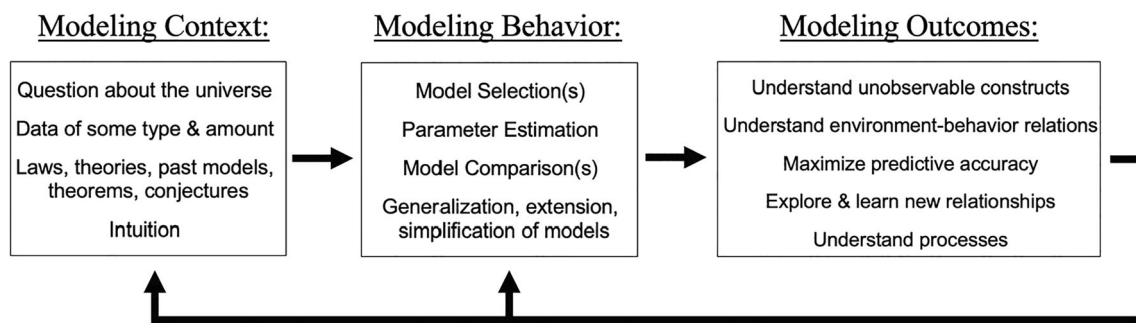 Modeling Context:
Question about the universe
Data of some type & amount
Laws, theories, past models,
theorems, conjectures
Intuition
Modeling Behavior:
Model Selection(s)
Parameter Estimation
Model Comparison(s)
Generalization, extension,
simplification of models
Modeling Outcomes:
Understand unobservable constructs
Understand environment-behavior relations
Maximize predictive accuracy
Explore & learn new relationships
Understand processes